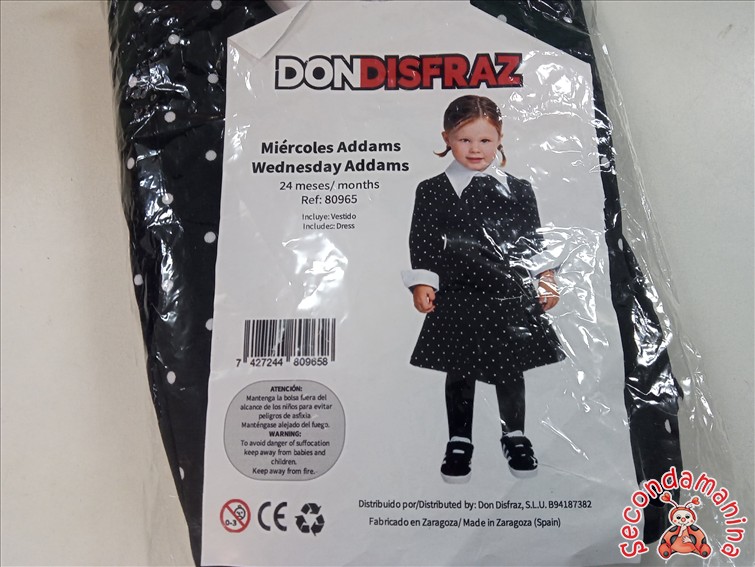 DONDISFRAZ
Miércoles Addams
Wednesday Addams
24 meses/ months
Ref: 80965
Incluye: Vestido
Includes: Dress
7 427244 809658
ATENCIÓN:
Mantenga la bolsa fuera del
alcance de los niños para evitar
peligros de asfixia
Manténgase alejado del fuego.
WARNING:
To avoid danger of suffocation
keep away from babies and
children.
Keep away from fire.
0-3
CE
Distribuido por/Distributed by: Don Disfraz, S.L.U. B94187382
Fabricado en Zaragoza/ Made in Zaragoza (Spain)
secondamanina